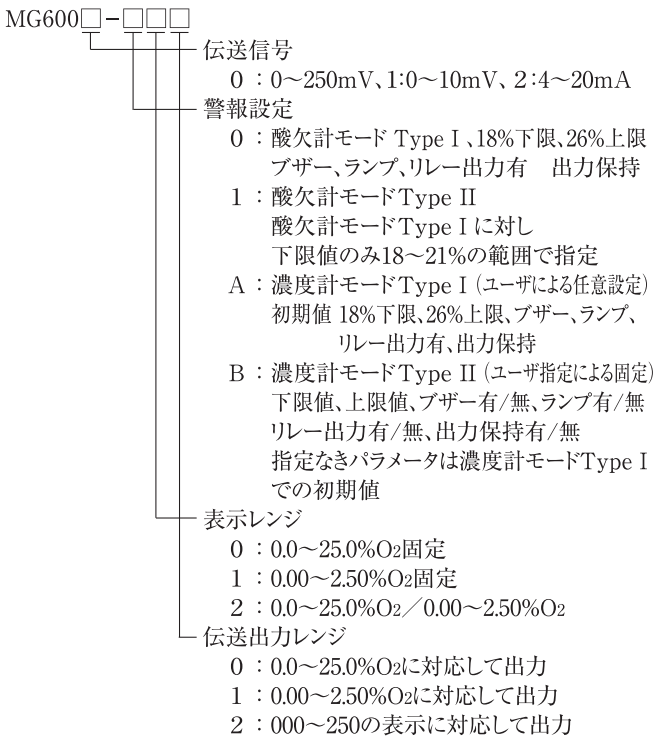 MG600□-□□□
伝送信号
0：0～250mV、1:0～10mV、2:4～20mA
警報設定
0：酸欠計モード Type I、18%下限、26%上限
ブザー、ランプ、リレー出力有　出力保持
1：酸欠計モードType II
酸欠計モードType Iに対し
下限値のみ18～21%の範囲で指定
A：濃度計モードType I（ユーザによる任意設定）
初期値 18%下限、26%上限、ブザー、ランプ、
リレー出力有、出力保持
B：濃度計モードType II（ユーザ指定による固定）
下限値、上限値、ブザー有/無、ランプ有/無
リレー出力有/無、出力保持有/無
指定なきパラメータは濃度計モードType I
での初期値
表示レンジ
0：0.0～25.0%O2固定
1：0.00～2.50%O2固定
2：0.0～25.0%O2／0.00～2.50%O2
伝送出力レンジ
0：0.0～25.0%O2に対応して出力
1：0.00～2.50%O2に対応して出力
2：000～250の表示に対応して出力